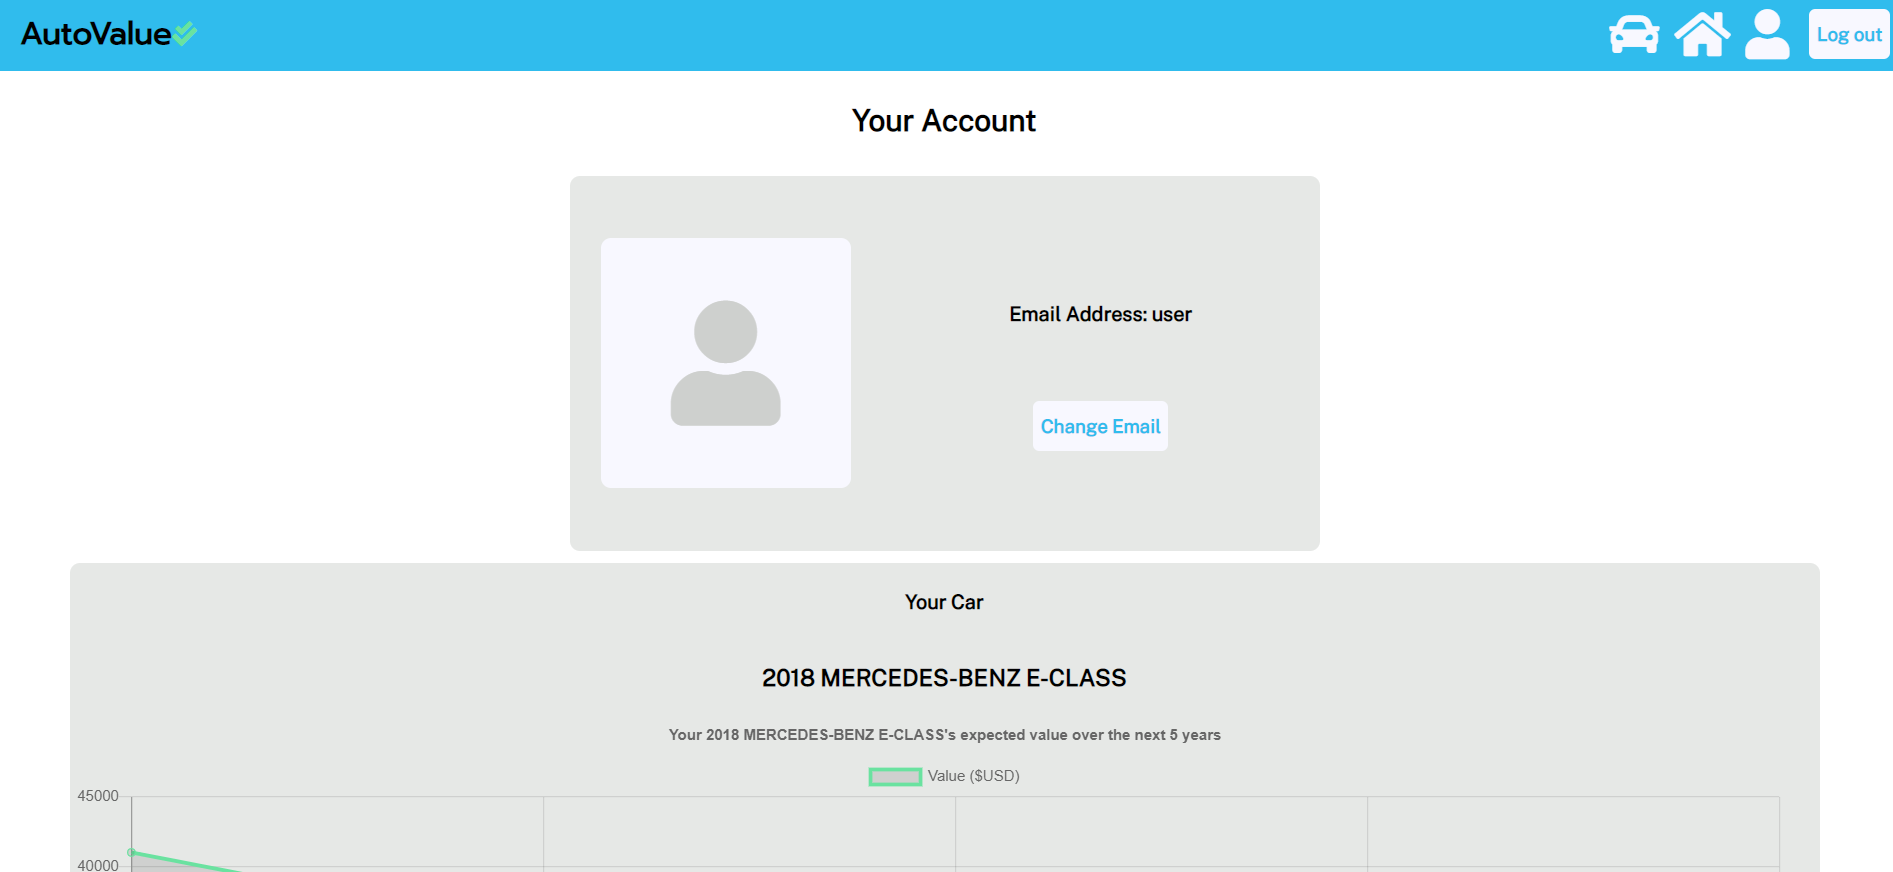 AutoValue
Log out
Your Account
Email Address: user
Change Email
Your Car
2018 MERCEDES-BENZ E-CLASS
Your 2018 MERCEDES-BENZ E-CLASS's expected value over the next 5 years
Value ($USD)
45000
40000